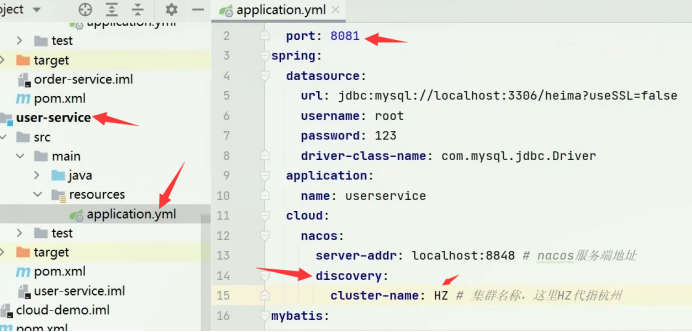 oject
application.yml
test
target
order-service.iml
pom.xml
user-service
src
main
java
resources
application.yml
test
target
pom.xml
user-service.iml
cloud-demo.iml
pom.xml
application.yml
2 port: 8081
3 spring:
4 datasource:
5 url: jdbc:mysql://localhost:3306/heima?useSSL=false
6 username: root
7 password: 123
8 driver-class-name: com.mysql.jdbc.Driver
9 application:
10 name: userservice
11 cloud:
12 nacos:
13 server-addr: localhost:8848 # nacos服务端地址
14 discovery:
15 cluster-name: HZ # 集群名称，这里HZ代指杭州
16 mybatis: